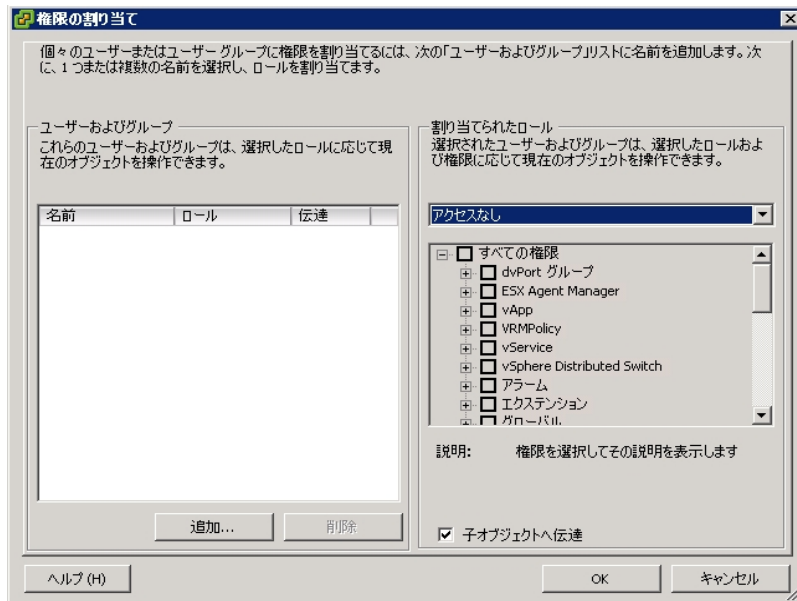 権限の割り当て
個々のユーザーまたはユーザー グループに権限を割り当てるには、次の「ユーザーおよびグループ」リストに名前を追加します。次
に、1 つまたは複数の名前を選択し、ロールを割り当てます。
ユーザーおよびグループ
これらのユーザーおよびグループは、選択したロールに応じて現
在のオブジェクトを操作できます。
名前 ロール 伝達
追加... 削除
割り当てられたロール
選択されたユーザーおよびグループは、選択したロールおよ
び権限に応じて現在のオブジェクトを操作できます。
アクセスなし
すべての権限
dvPort グループ
ESX Agent Manager
vApp
VRMPolicy
vService
vSphere Distributed Switch
アラーム
エクステンション
グローバル
説明: 権限を選択してその説明を表示します
子オブジェクトへ伝達
ヘルプ (H) OK キャンセル